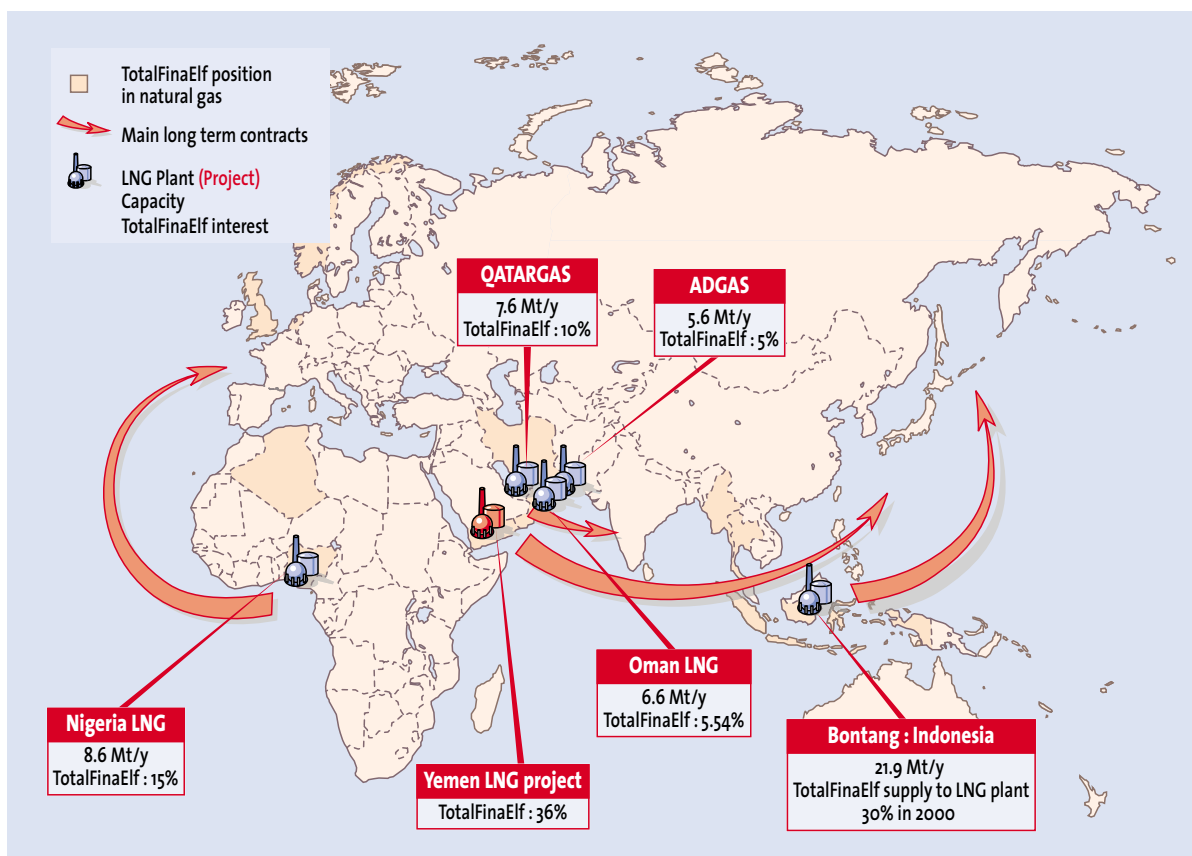 TotalFinaElf position
in natural gas
Main long term contracts
LNG Plant (Project)
Capacity
TotalFinaElf interest
QATARGAS
7.6 Mt/y
TotalFinaElf : 10%
ADGAS
5.6 Mt/y
TotalFinaElf : 5%
Oman LNG
6.6 Mt/y
TotalFinaElf : 5.54%
Nigeria LNG
8.6 Mt/y
TotalFinaElf : 15%
Yemen LNG project
TotalFinaElf : 36%
Bontang : Indonesia
21.9 Mt/y
TotalFinaElf supply to LNG plant
30% in 2000